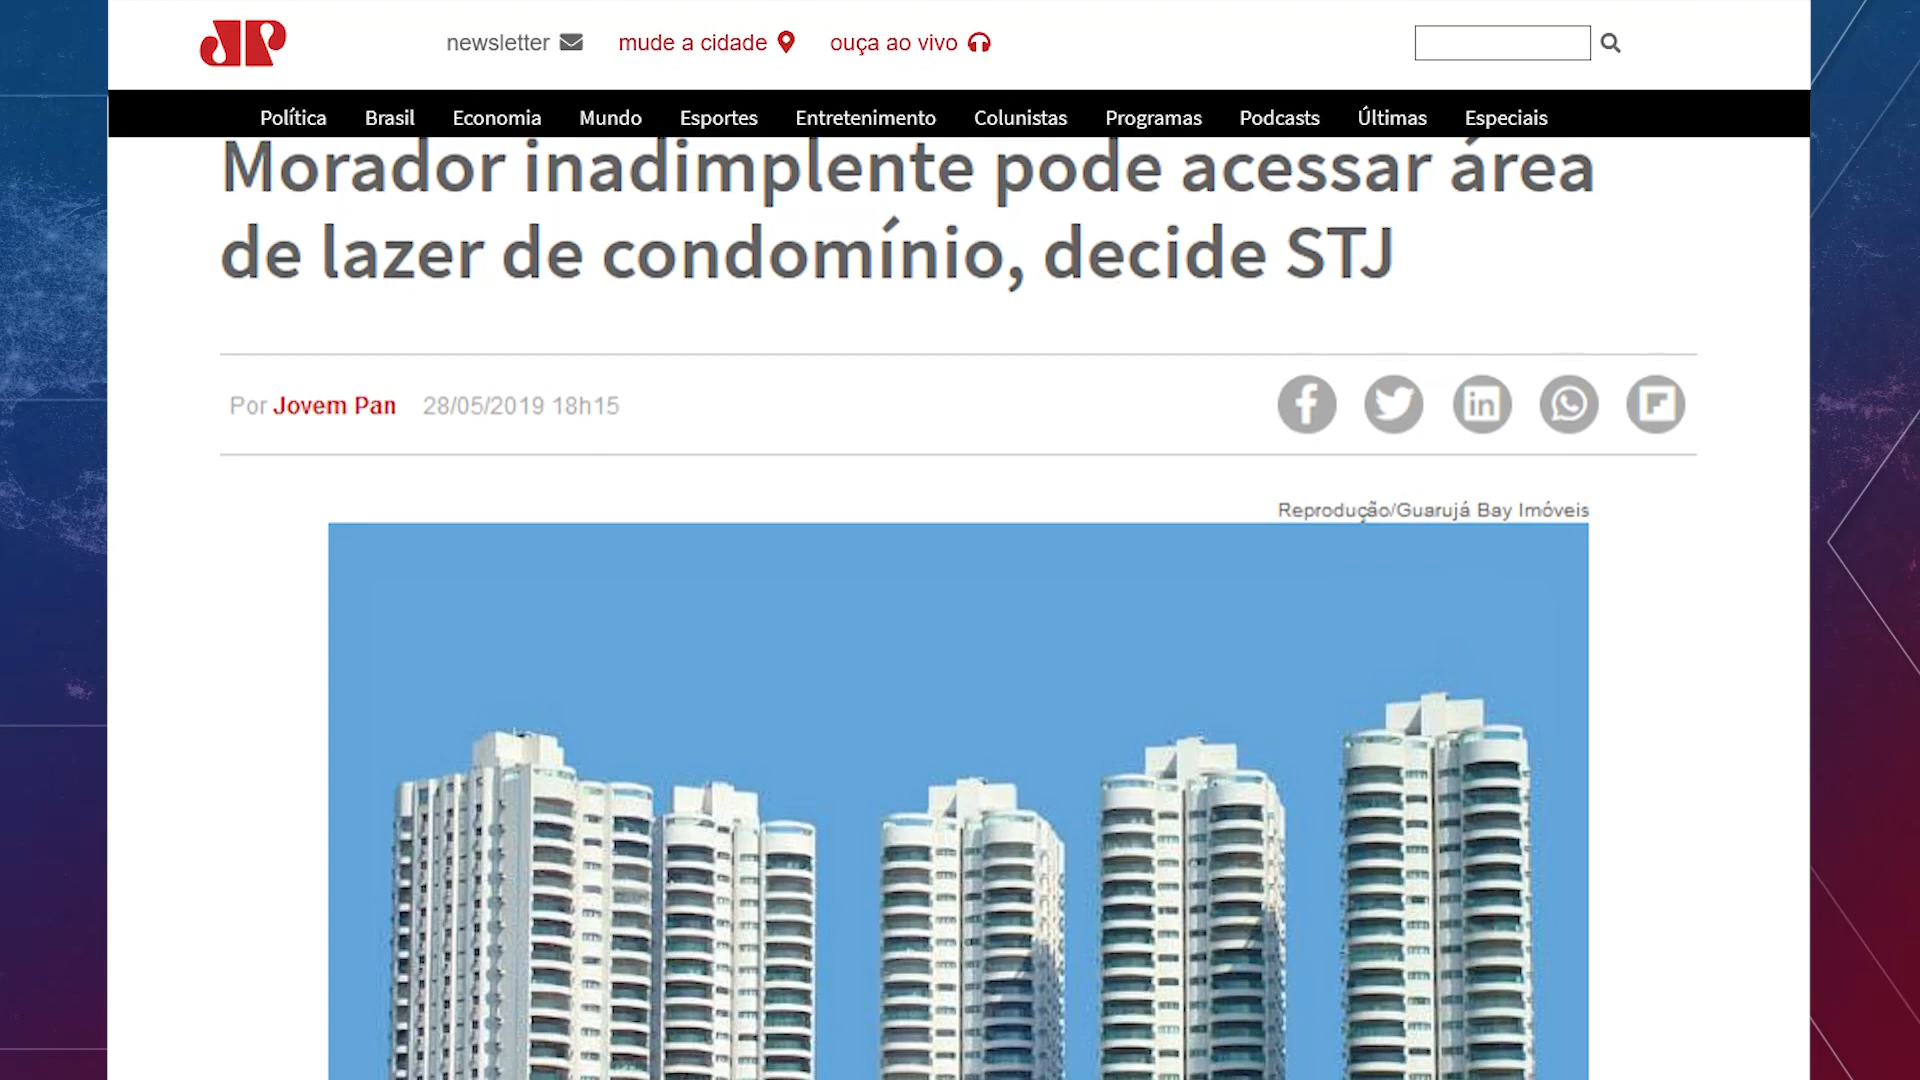 JP
newsletter
mude a cidade
ouça ao vivo
Política Brasil Economia Mundo Esportes Entretenimento Colunistas Programas Podcasts Últimas Especiais
Morador inadimplente pode acessar área
de lazer de condomínio, decide STJ
Por Jovem Pan 28/05/2019 18h15
Reprodução/Guarujá Bay Imóveis